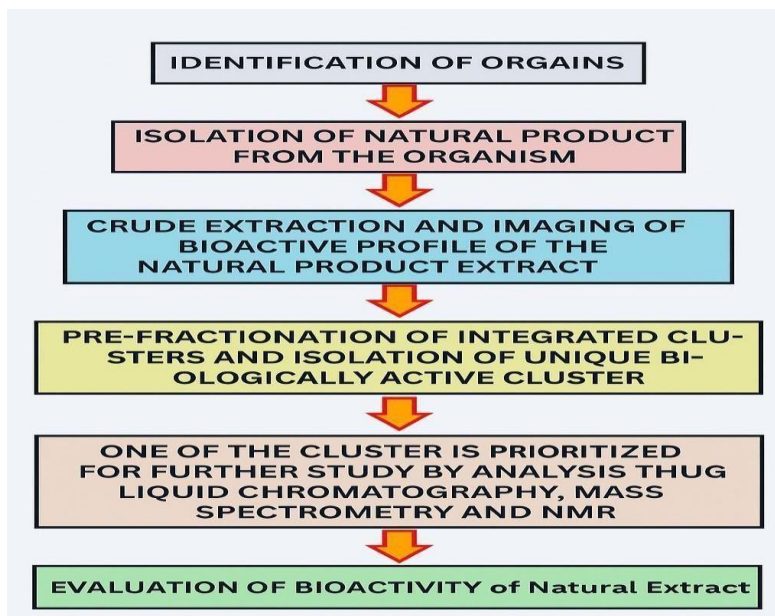 IDENTIFICATION OF ORGAINS
ISOLATION OF NATURAL PRODUCT
FROM THE ORGANISM
CRUDE EXTRACTION AND IMAGING OF
BIOACTIVE PROFILE OF THE
NATURAL PRODUCT EXTRACT
PRE-FRACTIONATION OF INTEGRATED CLU-
STERS AND ISOLATION OF UNIQUE BI-
OLOGICALLY ACTIVE CLUSTER
ONE OF THE CLUSTER IS PRIORITIZED
FOR FURTHER STUDY BY ANALYSIS THUG
LIQUID CHROMATOGRAPHY, MASS
SPECTROMETRY AND NMR
EVALUATION OF BIOACTIVITY of Natural Extract